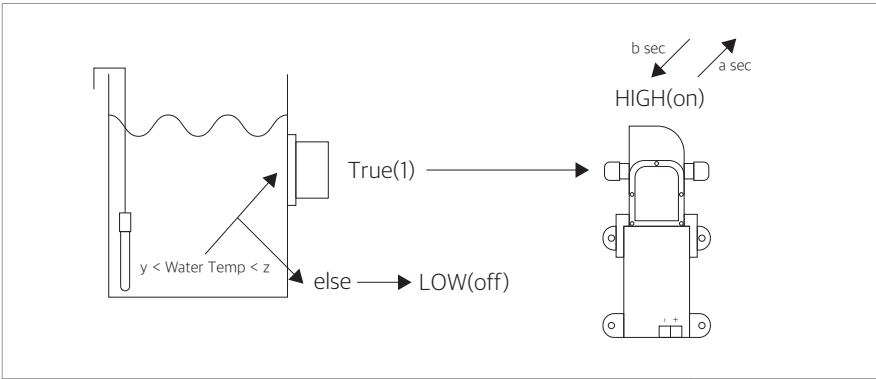 b sec
a sec
HIGH(on)
True(1)
y < Water Temp < z
else
LOW(off)
- +